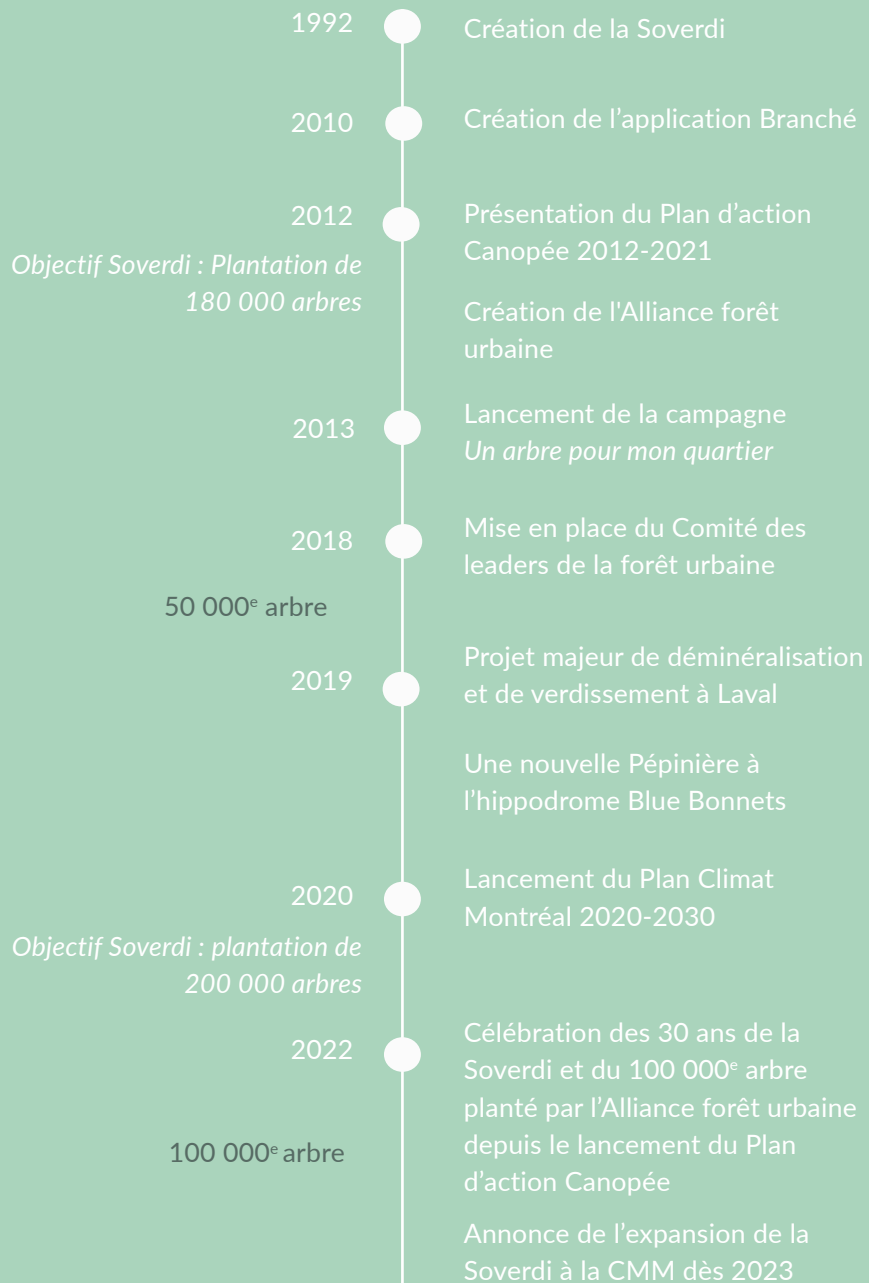 1992
Création de la Soverdi
2010
Création de l’application Branché
2012
Objectif Soverdi : Plantation de
180 000 arbres
Présentation du Plan d’action
Canopée 2012-2021
Création de l'Alliance forêt
urbaine
2013
Lancement de la campagne
Un arbre pour mon quartier
2018
Mise en place du Comité des
leaders de la forêt urbaine
50 000e arbre
2019
Projet majeur de déminéralisation
et de verdissement à Laval
Une nouvelle Pépinière à
l’hippodrome Blue Bonnets
2020
Lancement du Plan Climat
Montréal 2020-2030
Objectif Soverdi : plantation de
200 000 arbres
2022
Célébration des 30 ans de la
Soverdi et du 100 000e arbre
planté par l’Alliance forêt urbaine
depuis le lancement du Plan
d’action Canopée
100 000e arbre
Annonce de l’expansion de la
Soverdi à la CMM dès 2023